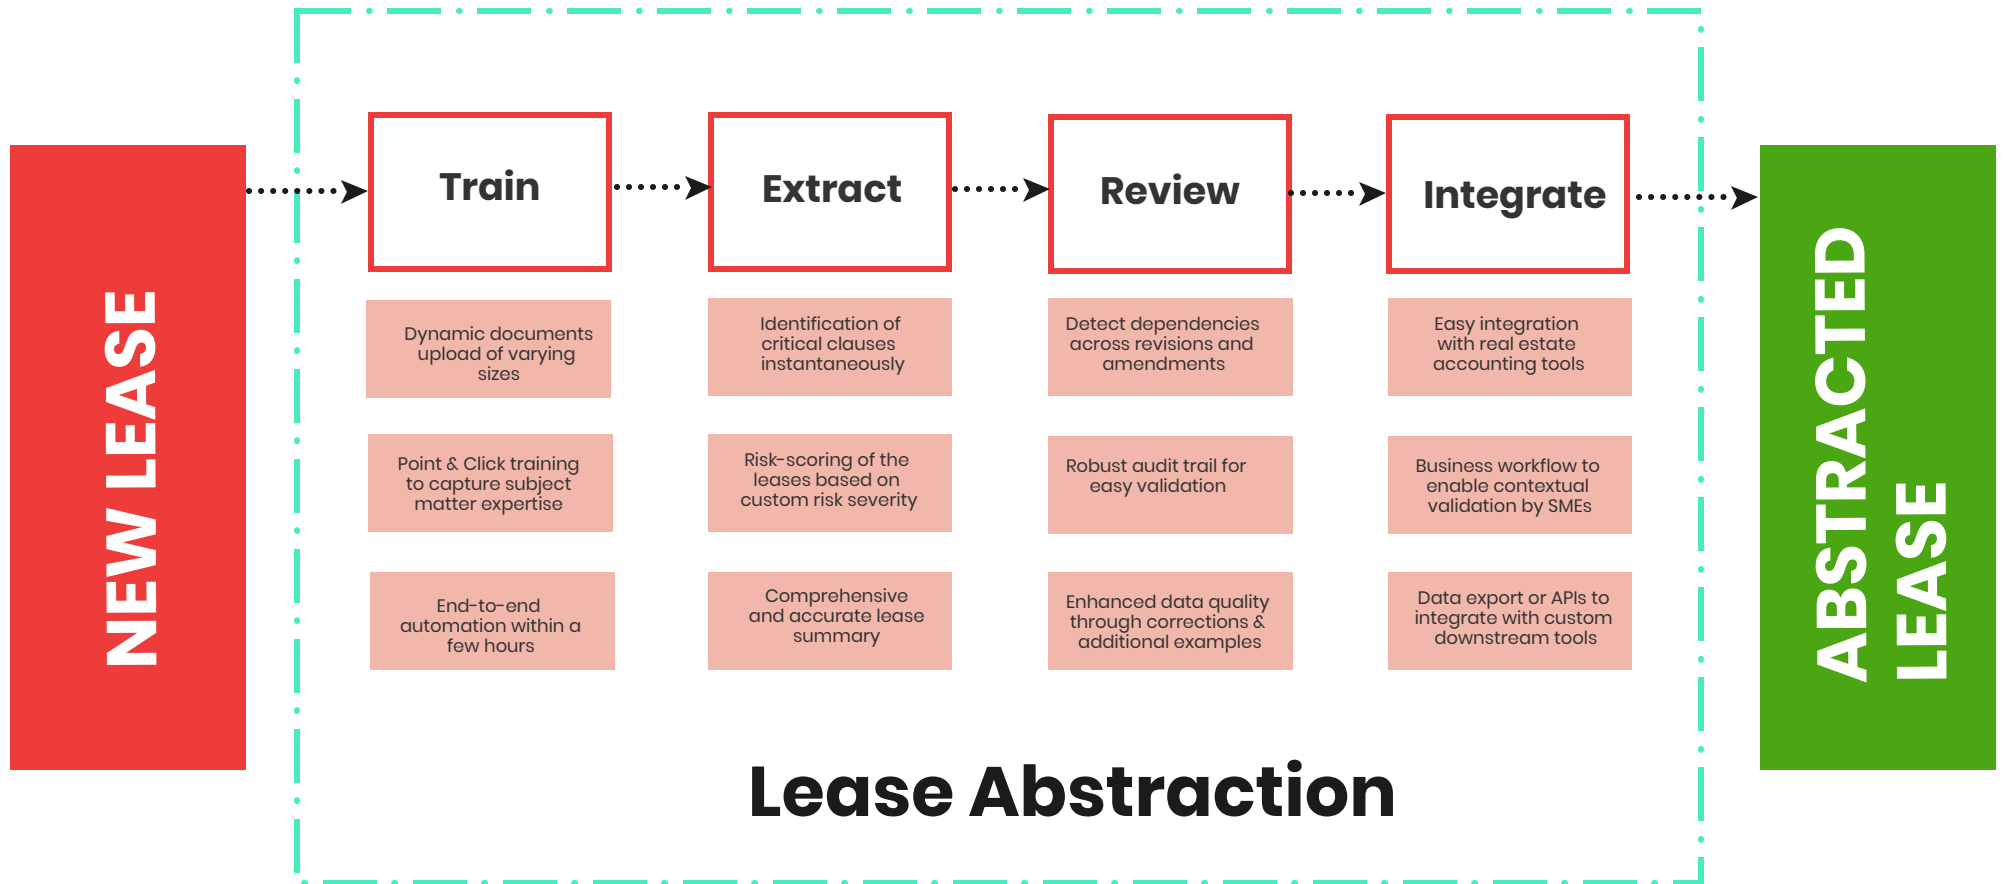 NEW LEASE
Train
Extract
Review
Integrate
Dynamic documents
upload of varying
sizes
Identification of
critical clauses
instantaneously
Detect dependencies
across revisions and
amendments
Easy integration
with real estate
accounting tools
Point & Click training
to capture subject
matter expertise
Risk-scoring of the
leases based on
custom risk severity
Robust audit trail for
easy validation
Business workflow to
enable contextual
validation by SMEs
End-to-end
automation within a
few hours
Comprehensive
and accurate lease
summary
Enhanced data quality
through corrections &
additional examples
Data export or APIs to
integrate with custom
downstream tools
Lease Abstraction
ABSTRACTED
LEASE